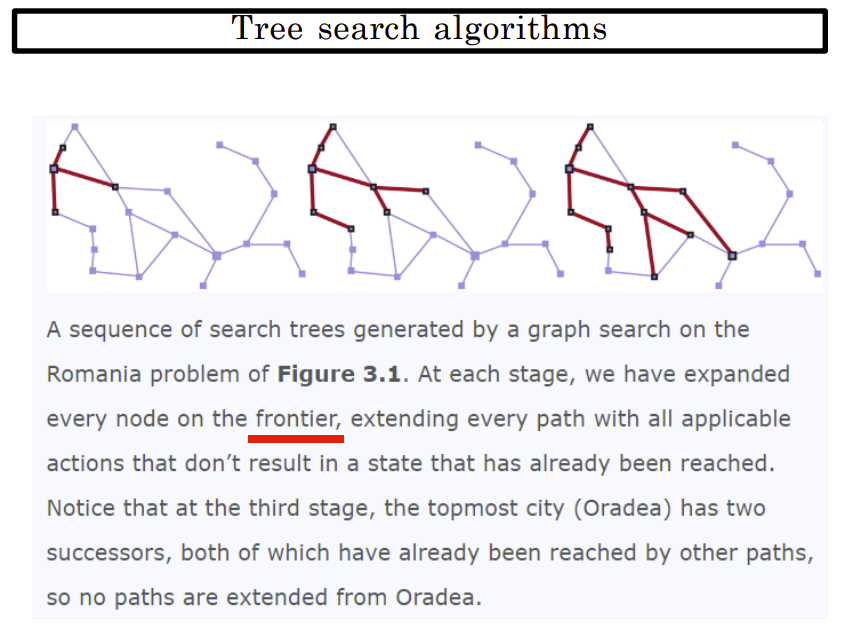 Tree search algorithms
A sequence of search trees generated by a graph search on the
Romania problem of Figure 3.1. At each stage, we have expanded
every node on the frontier, extending every path with all applicable
actions that don’t result in a state that has already been reached.
Notice that at the third stage, the topmost city (Oradea) has two
successors, both of which have already been reached by other paths,
so no paths are extended from Oradea.